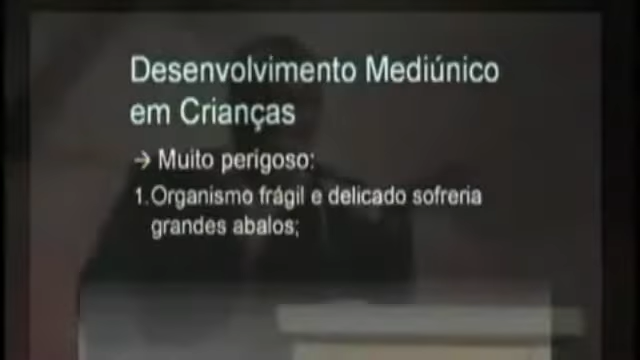 Desenvolvimento Mediúnico
em Crianças
→ Muito perigoso:
1. Organismo frágil e delicado sofreria
grandes abalos;